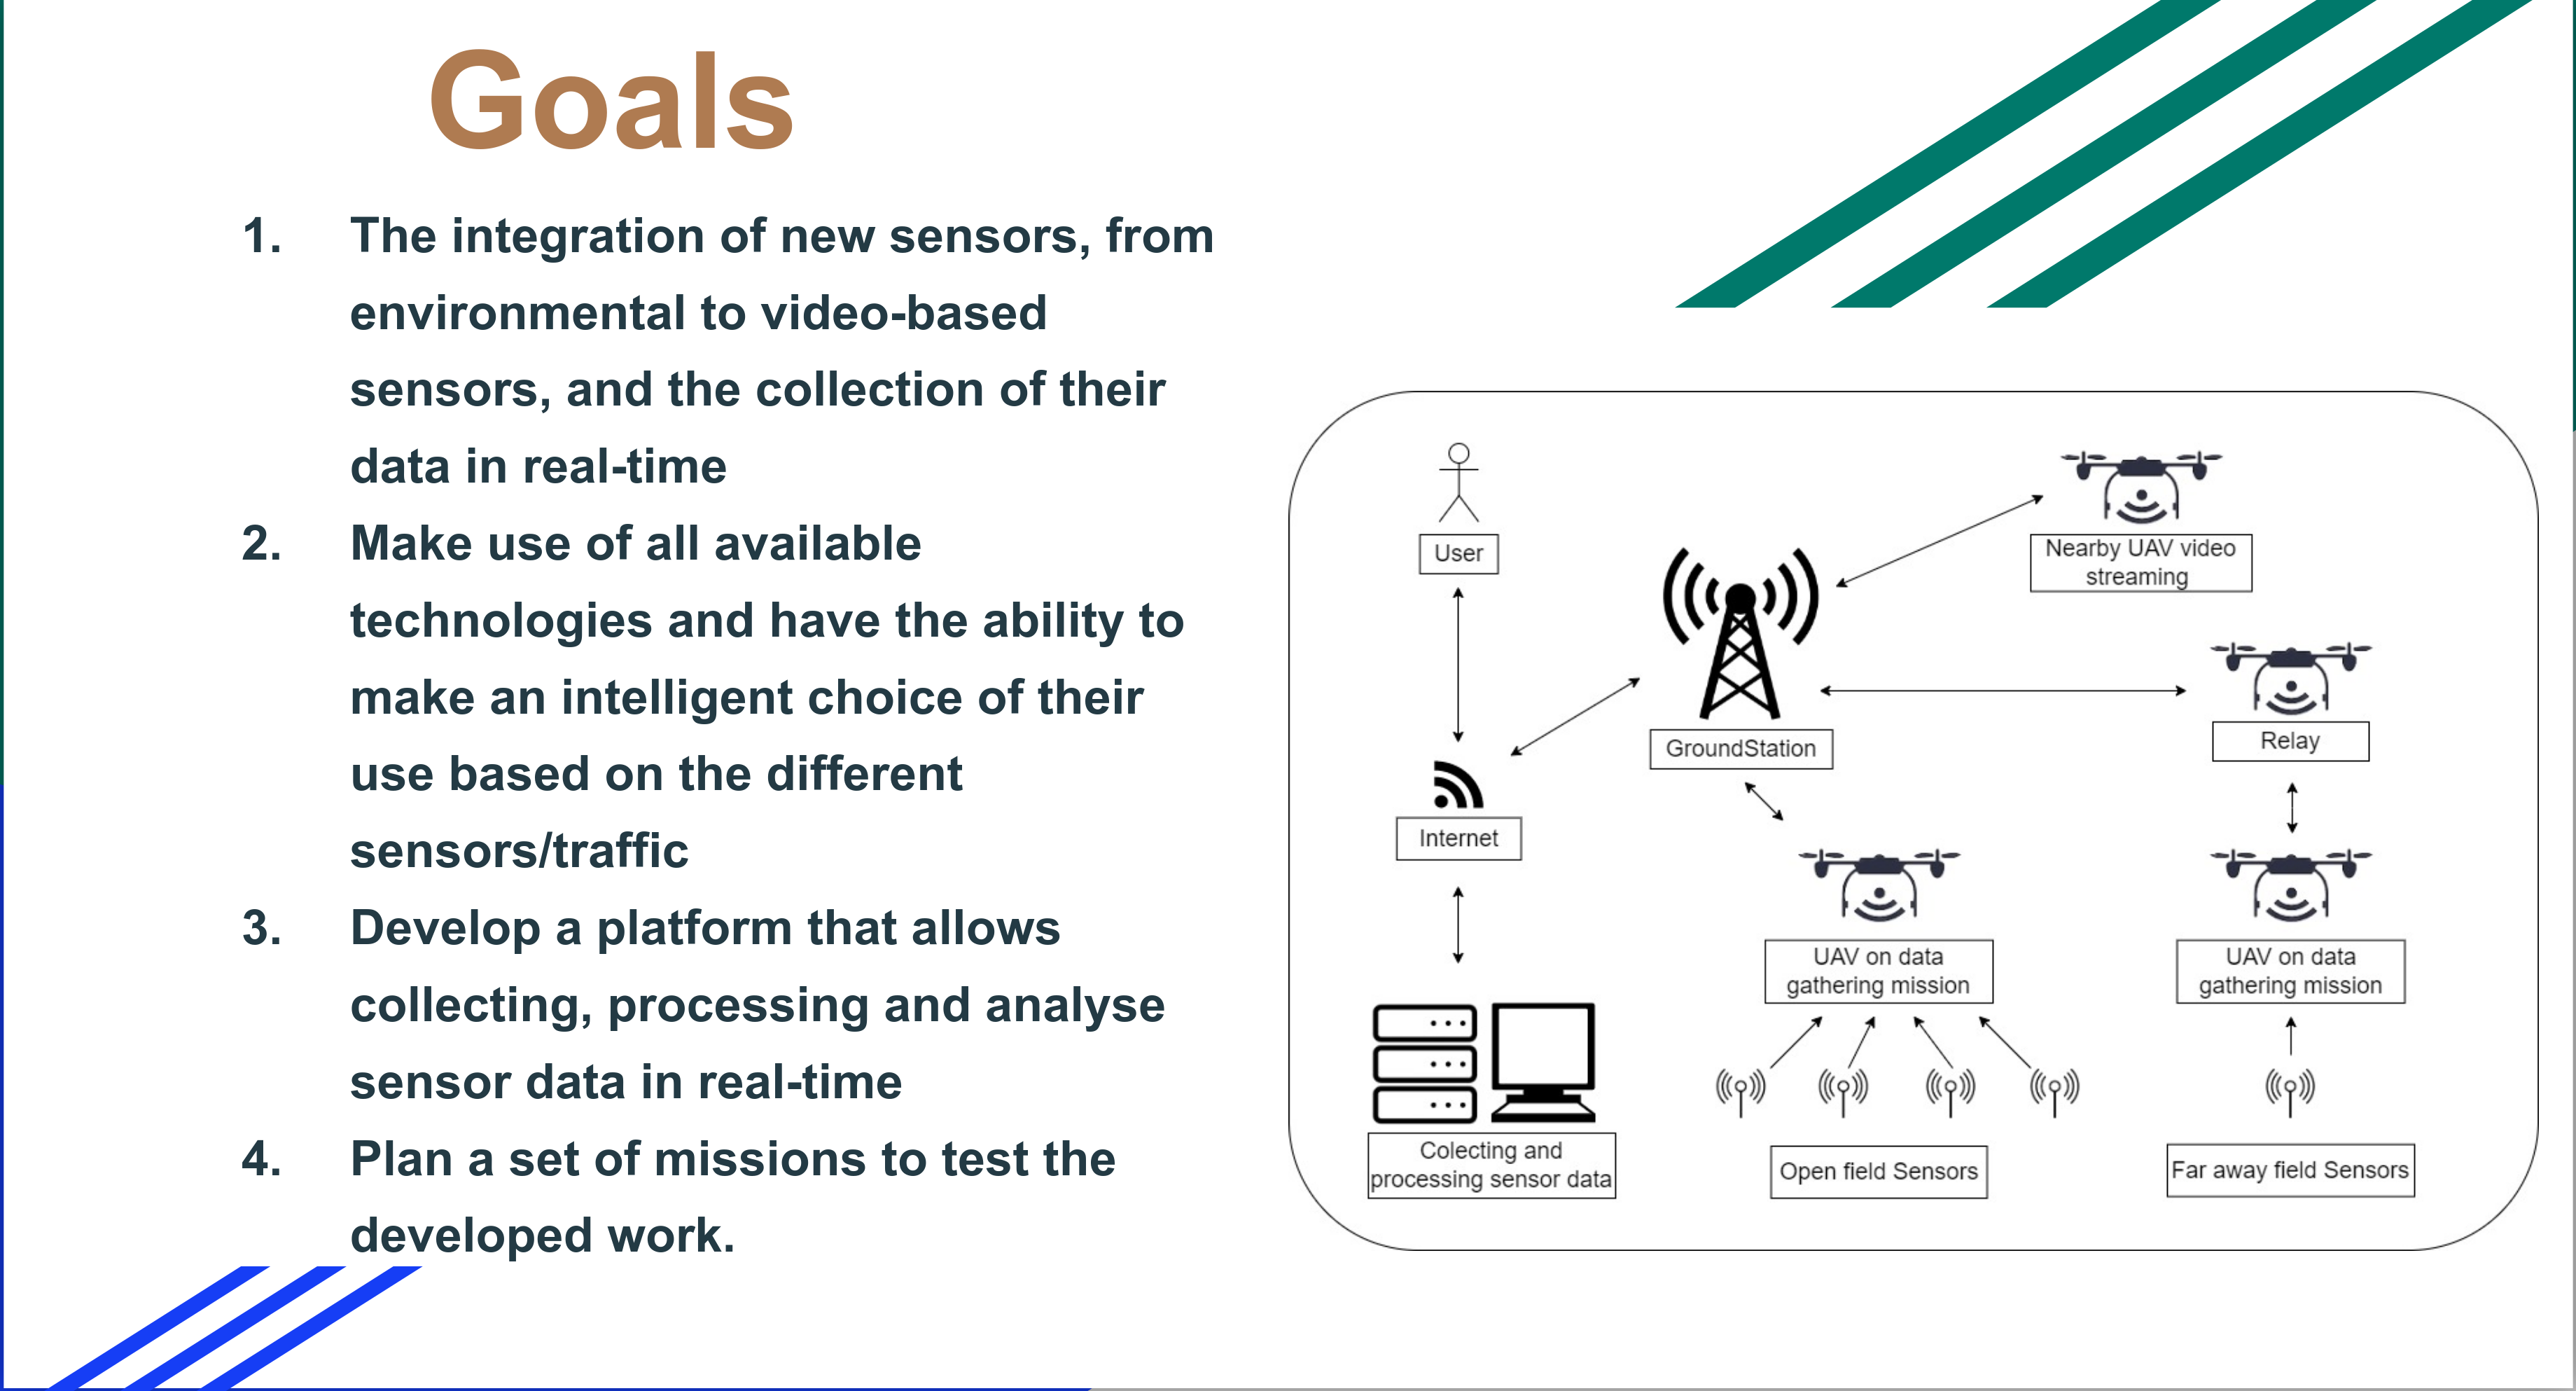 Goals
1. The integration of new sensors, from
environmental to video-based
sensors, and the collection of their
data in real-time
2. Make use of all available
technologies and have the ability to
make an intelligent choice of their
use based on the different
sensors/traffic
3. Develop a platform that allows
collecting, processing and analyse
sensor data in real-time
4. Plan a set of missions to test the
developed work.
User
Nearby UAV video
streaming
GroundStation
Relay
Internet
UAV on data
gathering mission
UAV on data
gathering mission
Colecting and
processing sensor data
Open field Sensors
Far away field Sensors